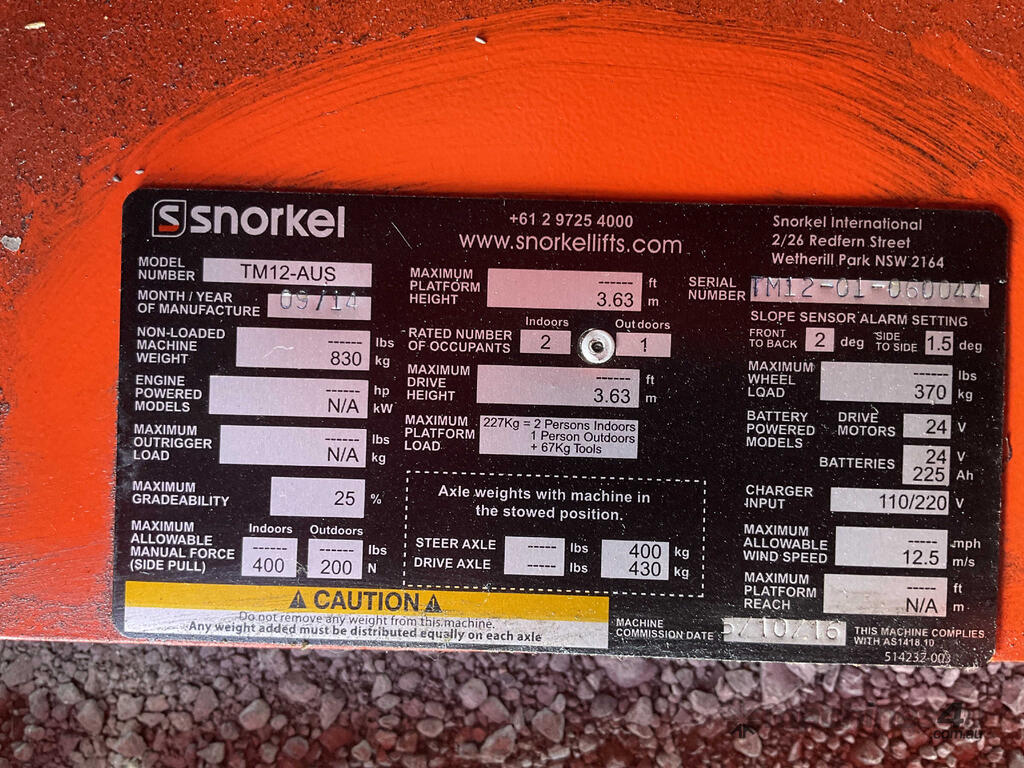 snorkel
+61 2 9725 4000
www.snorkellifts.com
Snorkel International
2/26 Redfern Street
Wetherill Park NSW 2164
MODEL NUMBER TM12-AUS
MONTH / YEAR OF MANUFACTURE 09/14
NON-LOADED MACHINE WEIGHT ------ lbs 830 kg
ENGINE POWERED MODELS ------ hp N/A kW
MAXIMUM OUTRIGGER LOAD ------ lbs N/A kg
MAXIMUM GRADEABILITY 25 %
MAXIMUM ALLOWABLE MANUAL FORCE (SIDE PULL)
Indoors Outdoors
------ ------ lbs
400 200 N
MAXIMUM PLATFORM HEIGHT ------ ft 3.63 m
Indoors Outdoors
RATED NUMBER OF OCCUPANTS 2 1
MAXIMUM DRIVE HEIGHT ------ ft 3.63 m
MAXIMUM PLATFORM LOAD
227Kg = 2 Persons Indoors
1 Person Outdoors
+ 67Kg Tools
Axle weights with machine in
the stowed position.
STEER AXLE ----- lbs 400 kg
DRIVE AXLE ----- lbs 430 kg
SERIAL NUMBER TM12-01-060044
SLOPE SENSOR ALARM SETTING
FRONT TO BACK 2 deg SIDE TO SIDE 1.5 deg
MAXIMUM WHEEL LOAD ------ lbs 370 kg
BATTERY POWERED MODELS
DRIVE MOTORS 24 V
BATTERIES 24 V
225 Ah
CHARGER INPUT 110/220 V
MAXIMUM ALLOWABLE WIND SPEED ------ mph 12.5 m/s
MAXIMUM PLATFORM REACH ------ ft N/A m
CAUTION
Do not remove any weight from this machine.
Any weight added must be distributed equally on each axle
MACHINE COMMISSION DATE 5/10/16
THIS MACHINE COMPLIES
WITH AS1418.10
514232-003
.com.au